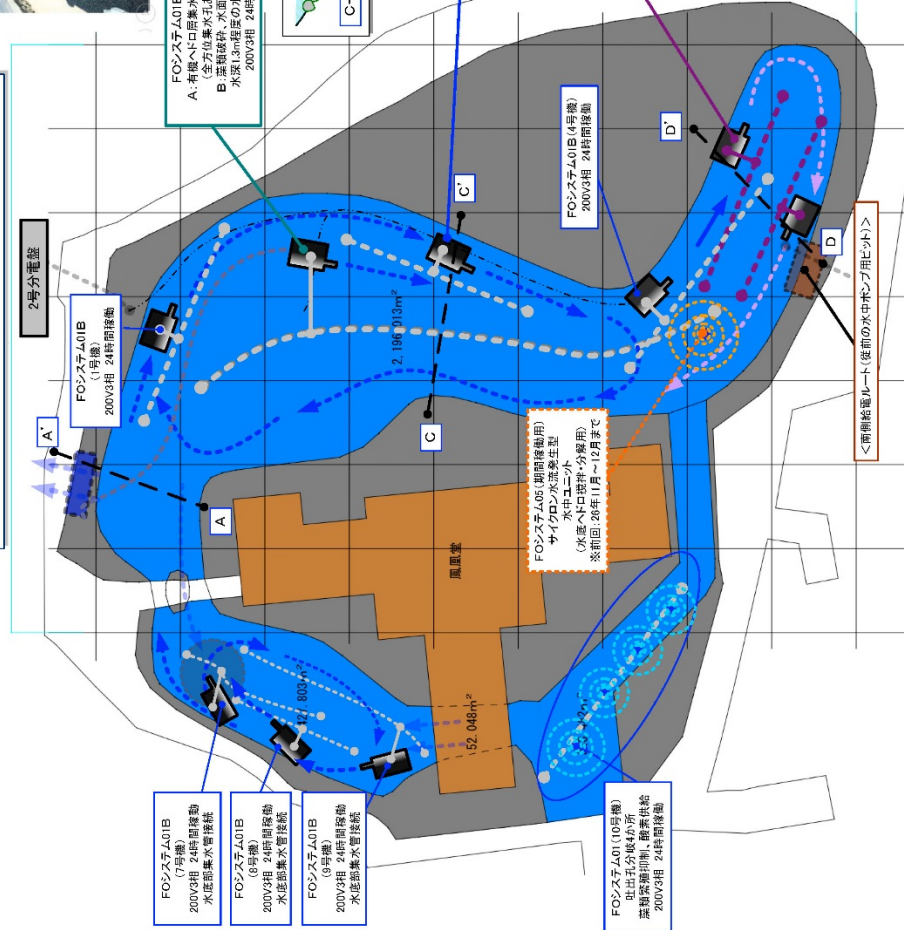 FOシステム01B
A:有機ヘドロ層集水
(全方位集水孔
B:藻類破砕、水面
水深1.3m程度の水
200V3相 24時
C-
2号分電盤
FOシステム01B
(1号機)
200V3相 24時間稼働
A'
A
C'
C
2,196.013m²
FOシステム01B(4号機)
200V3相 24時間稼働
D'
D
<南側給電ルート(従前の水中ポンプ用ピット)>
FOシステム05(期間稼働用)
サイクロン水流発生型
水中ユニット
(水底ヘドロ撹拌・分解用)
※前回:26年11月~12月まで
鳳凰堂
52.048m²
FOシステム01B
(7号機)
200V3相 24時間稼働
水底部集水管接続
FOシステム01B
(8号機)
200V3相 24時間稼働
水底部集水管接続
FOシステム01B
(9号機)
200V3相 24時間稼働
水底部集水管接続
FOシステム01(10号機)
吐出孔分岐4か所
藻類繁殖抑制、酸素供給
200V3相 24時間稼働